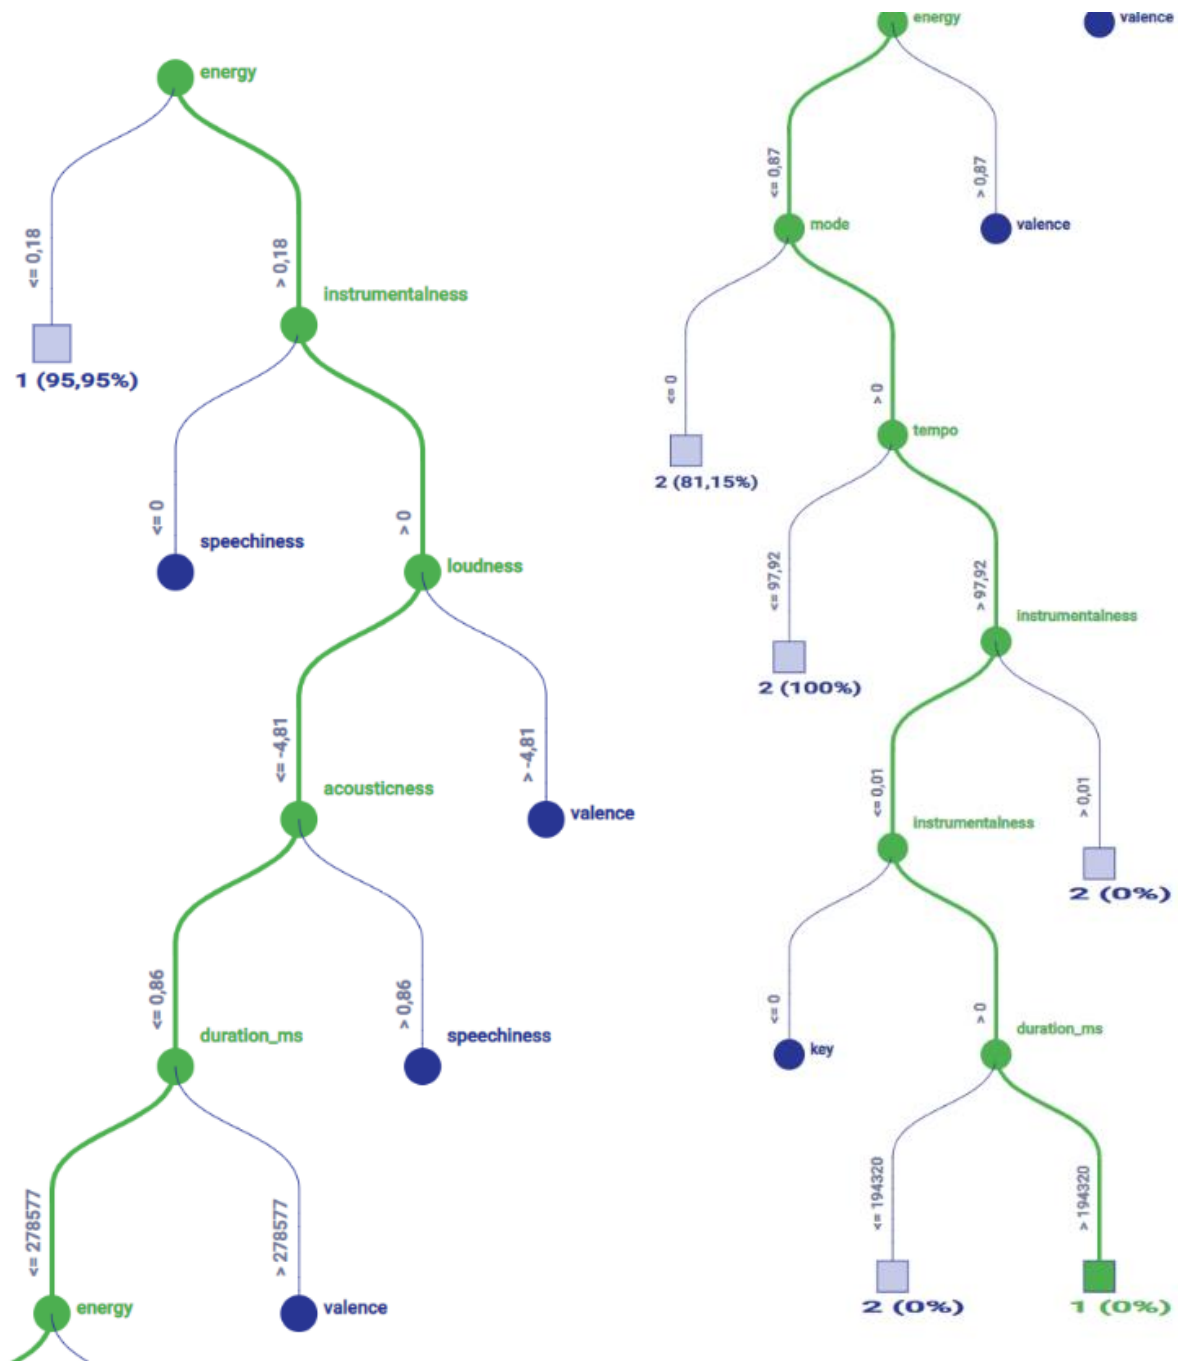 energy
<= 0,18
> 0,18
1 (95,95%)
instrumentalness
<= 0
> 0
speechiness
loudness
<= -4,81
> -4,81
acousticness
valence
<= 0,86
> 0,86
duration_ms
speechiness
<= 278577
> 278577
energy
valence
energy
valence
<= 0,87
> 0,87
mode
valence
<= 0
> 0
2 (81,15%)
tempo
<= 97,92
> 97,92
2 (100%)
instrumentalness
<= 0,01
> 0,01
instrumentalness
2 (0%)
<= 0
> 0
key
duration_ms
<= 194320
> 194320
2 (0%)
1 (0%)